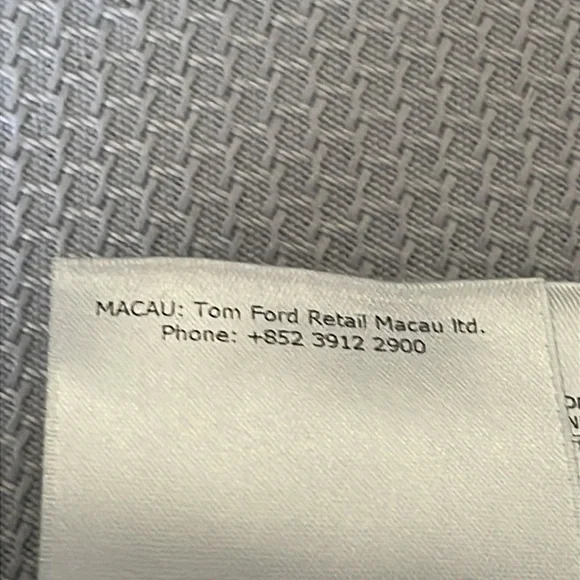 MACAU: Tom Ford Retail Macau ltd.
Phone: +852 3912 2900